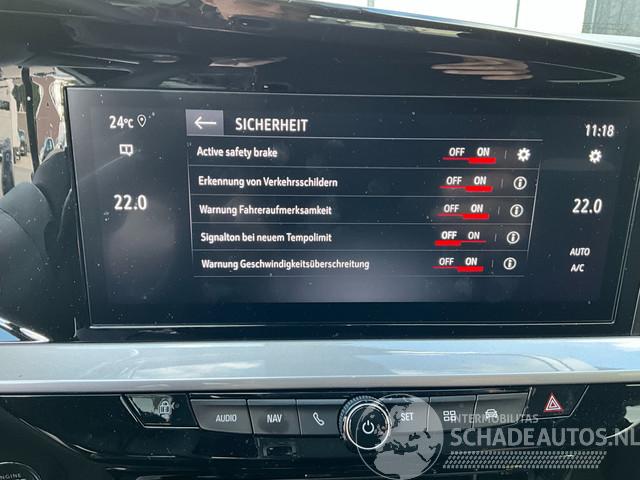 24°C
SICHERHEIT
11:18
Active safety brake OFF ON
Erkennung von Verkehrsschildern OFF ON
22.0
Warnung Fahreraufmerksamkeit OFF ON
22.0
Signalton bei neuem Tempolimit OFF ON
AUTO
Warnung Geschwindigkeitsüberschreitung OFF ON
A/C
AUDIO
NAV
SET
INTERMOBILITAS
SCHADEAUTOS.NL
ENGINE